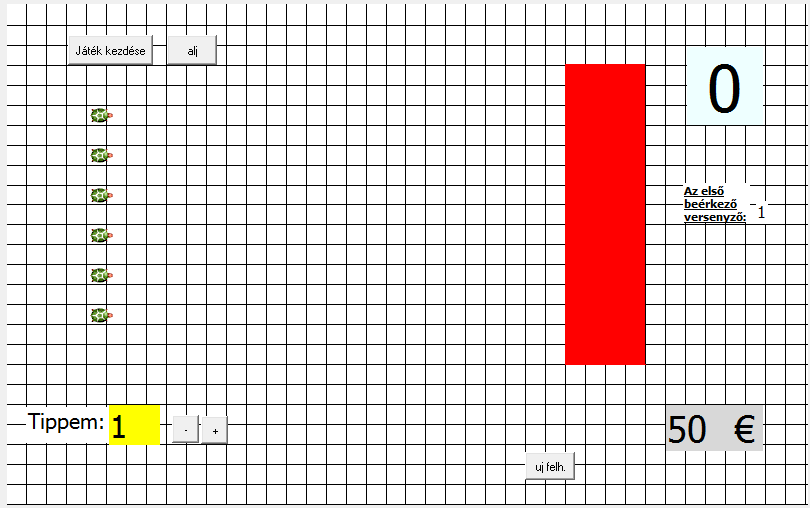 Játék kezdése
alj
0
Az első
beérkező
versenyző:
1
Tippem: 1
-
+
50 €
uj felh.